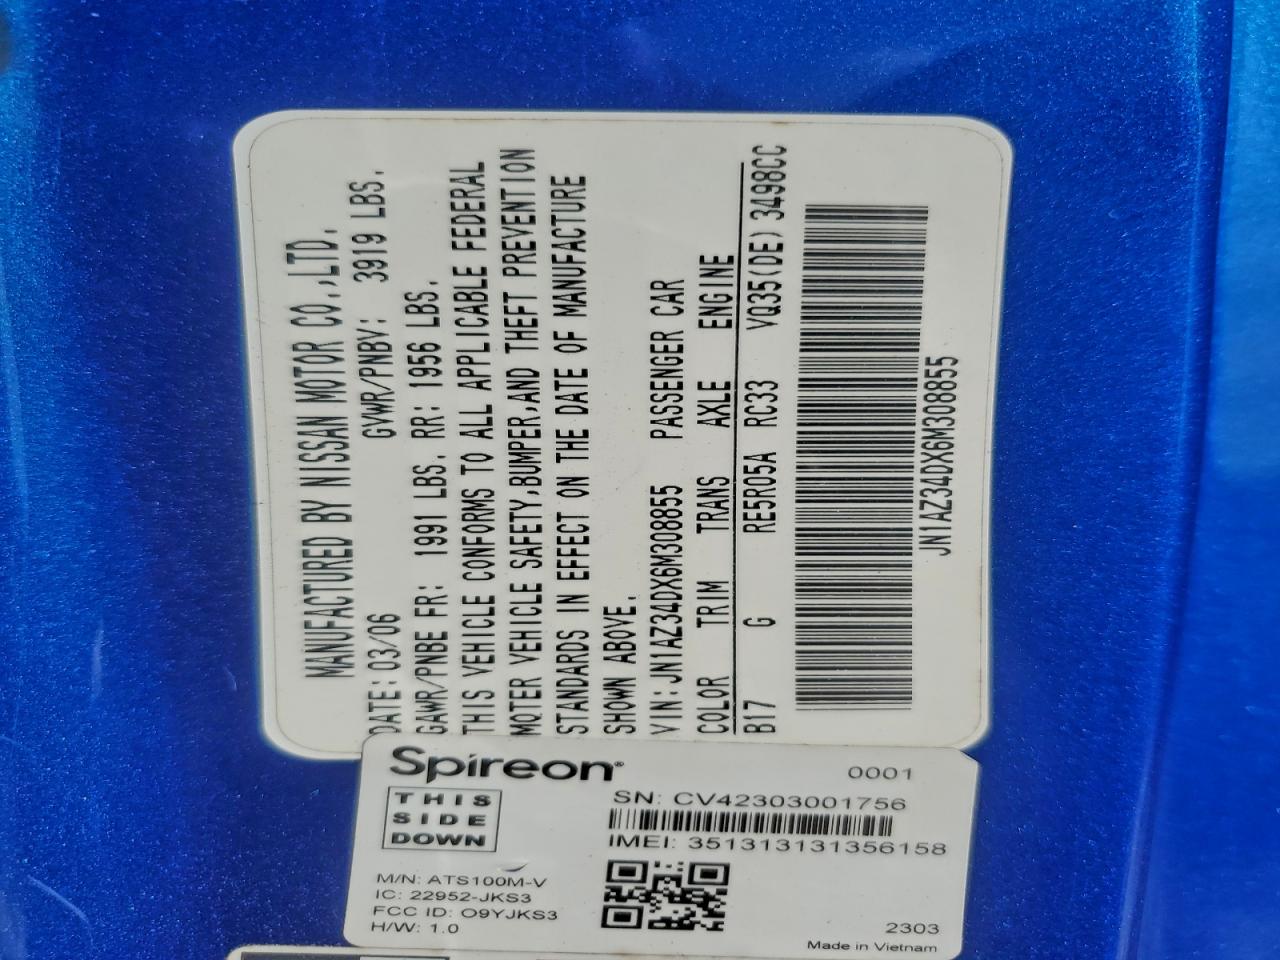 MANUFACTURED BY NISSAN MOTOR CO.,LTD.
DATE: 03/06 GVWR/PNBV: 3919 LBS.
GAWR/PNBE FR: 1991 LBS. RR: 1956 LBS.
THIS VEHICLE CONFORMS TO ALL APPLICABLE FEDERAL
MOTOR VEHICLE SAFETY,BUMPER,AND THEFT PREVENTION
STANDARDS IN EFFECT ON THE DATE OF MANUFACTURE
SHOWN ABOVE.
VIN: JN1AZ34DX6M308855 PASSENGER CAR
COLOR TRIM TRANS AXLE ENGINE
B17 G RE5R05A RC33 VQ35(DE) 3498CC
JN1AZ34DX6M308855
Spireon®
0001
THIS
SIDE
DOWN
SN: CV42303001756
IMEI: 351313131356158
M/N: ATS100M-V
IC: 22952-JKS3
FCC ID: O9YJKS3
H/W: 1.0
2303
Made in Vietnam